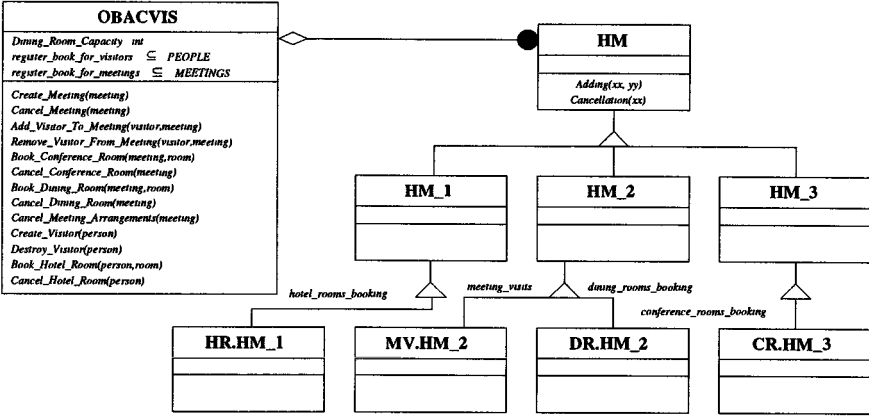 OBACVIS
Dining_Room_Capacity int
register_book_for_visitors ⊆ PEOPLE
register_book_for_meetings ⊆ MEETINGS
Create_Meeting(meeting)
Cancel_Meeting(meeting)
Add_Visitor_To_Meeting(visitor,meeting)
Remove_Visitor_From_Meeting(visitor,meeting)
Book_Conference_Room(meeting,room)
Cancel_Conference_Room(meeting)
Book_Dining_Room(meeting,room)
Cancel_Dining_Room(meeting)
Cancel_Meeting_Arrangements(meeting)
Create_Visitor(person)
Destroy_Visitor(person)
Book_Hotel_Room(person,room)
Cancel_Hotel_Room(person)
HM
Adding(xx, yy)
Cancellation(xx)
HM_1
HM_2
HM_3
hotel_rooms_booking
meeting_visits
dining_rooms_booking
conference_rooms_booking
HR.HM_1
MV.HM_2
DR.HM_2
CR.HM_3